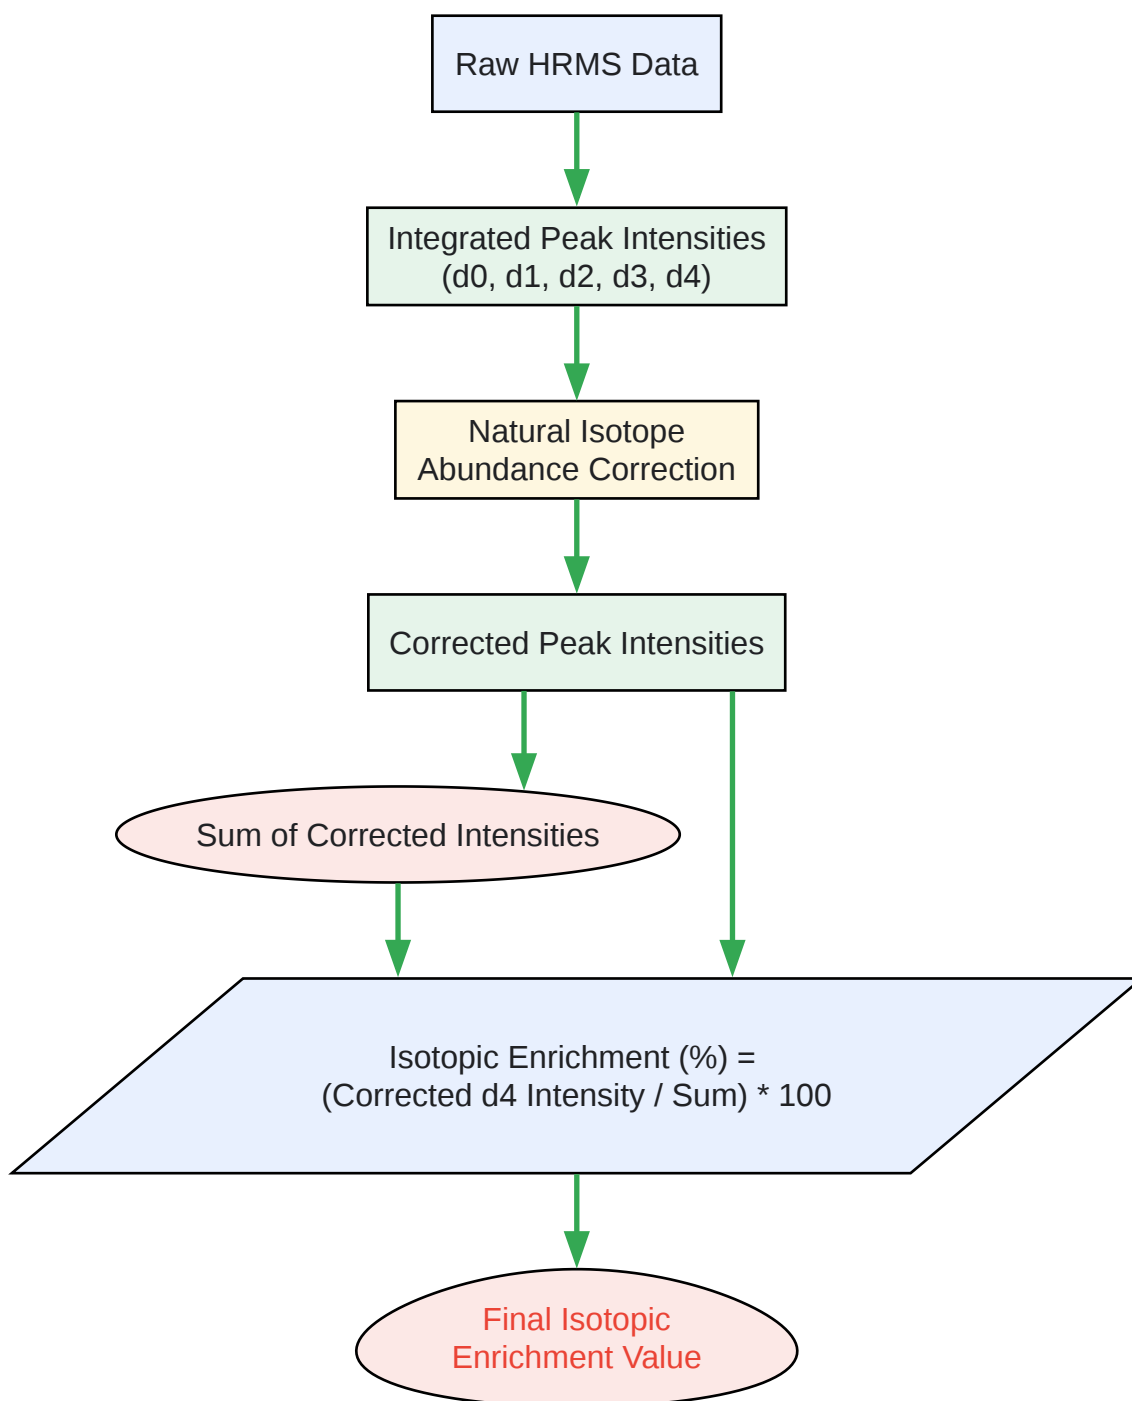 Raw HRMS Data
Integrated Peak Intensities
(d0, d1, d2, d3, d4)
Natural Isotope
Abundance Correction
Corrected Peak Intensities
Sum of Corrected Intensities
Isotopic Enrichment (%) =
(Corrected d4 Intensity / Sum) * 100
Final Isotopic
Enrichment Value